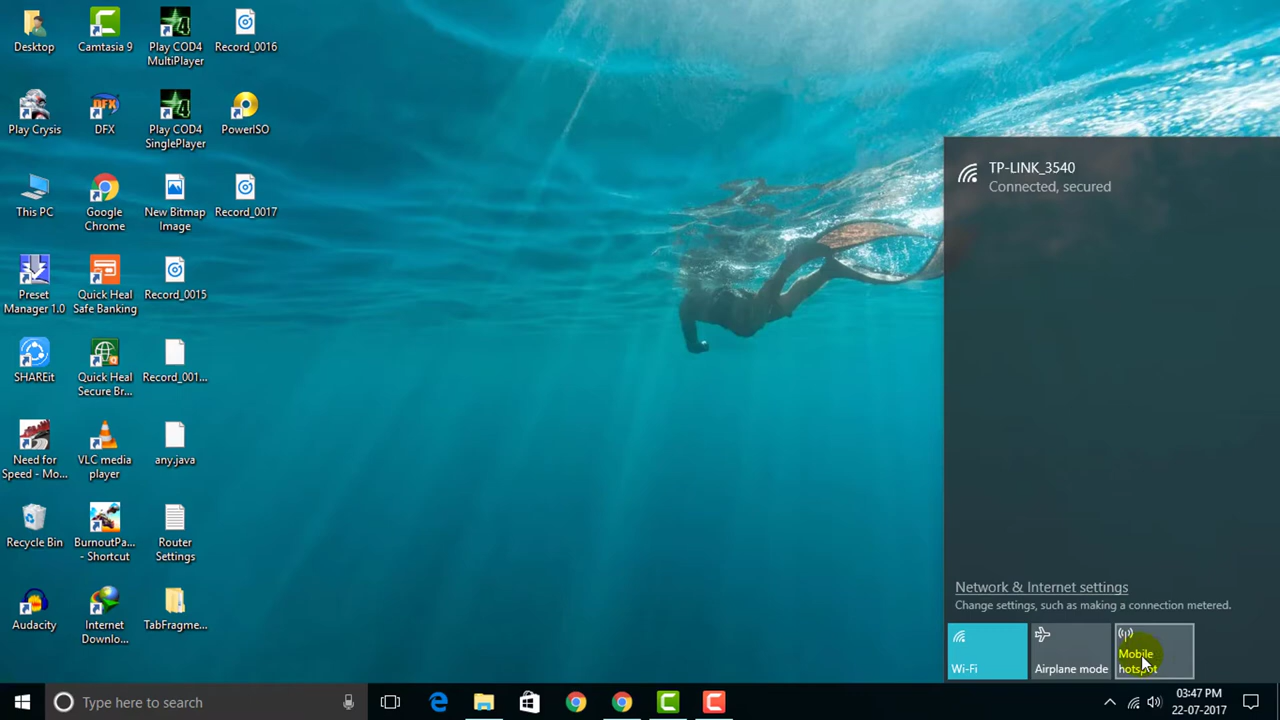 Desktop
Camtasia 9
Play COD4
MultiPlayer
Record_0016
Play Crysis
DFX
DFX
Play COD4
SinglePlayer
PowerISO
This PC
Google
Chrome
New Bitmap
Image
Record_0017
Preset
Manager 1.0
Quick Heal
Safe Banking
Record_0015
SHAREit
Quick Heal
Secure Br...
Record_001...
Need for
Speed - Mo...
VLC media
player
any.java
Recycle Bin
BurnoutPa...
- Shortcut
Router
Settings
Audacity
Internet
Downlo...
TabFragme...
TP-LINK_3540
Connected, secured
Network & Internet settings
Change settings, such as making a connection metered.
Wi-Fi
Airplane mode
Mobile
hotspot
Type here to search
03:47 PM
22-07-2017